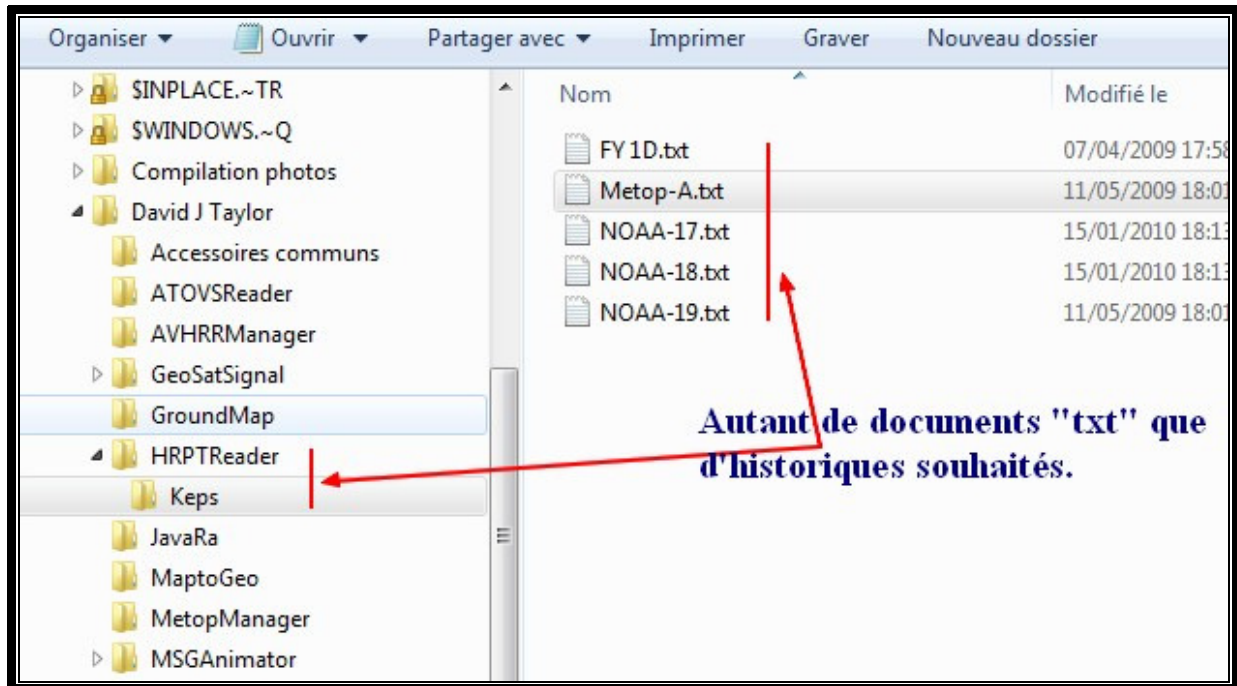 Organiser Ouvrir Partager avec Imprimer Graver Nouveau dossier
$INPLACE.~TR
$WINDOWS.~Q
Compilation photos
David J Taylor
Accessoires communs
ATOVSReader
AVHRRManager
GeoSatSignal
GroundMap
HRPTReader
Keps
JavaRa
MaptoGeo
MetopManager
MSGAnimator
Nom Modifié le
FY 1D.txt 07/04/2009 17:58
Metop-A.txt 11/05/2009 18:01
NOAA-17.txt 15/01/2010 18:13
NOAA-18.txt 15/01/2010 18:13
NOAA-19.txt 11/05/2009 18:01
Autant de documents "txt" que
d'historiques souhaités.